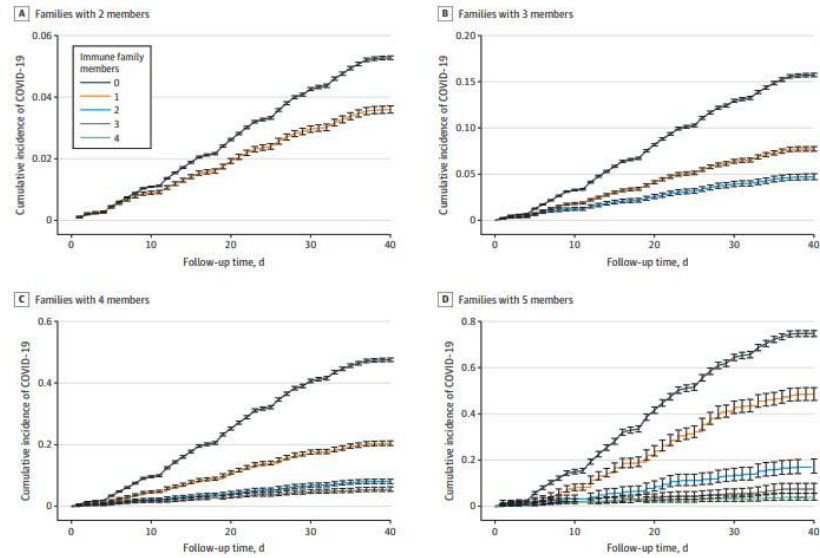 A Families with 2 members
0.06
0.04
0.02
0
Cumulative incidence of COVID-19
Immune family
members
0
1
2
3
4
0 10 20 30 40
Follow-up time, d
B Families with 3 members
0.20
0.15
0.10
0.05
0
Cumulative incidence of COVID-19
0 10 20 30 40
Follow-up time, d
C Families with 4 members
0.6
0.4
0.2
0
Cumulative incidence of COVID-19
0 10 20 30 40
Follow-up time, d
D Families with 5 members
0.8
0.6
0.4
0.2
0
Cumulative incidence of COVID-19
0 10 20 30 40
Follow-up time, d